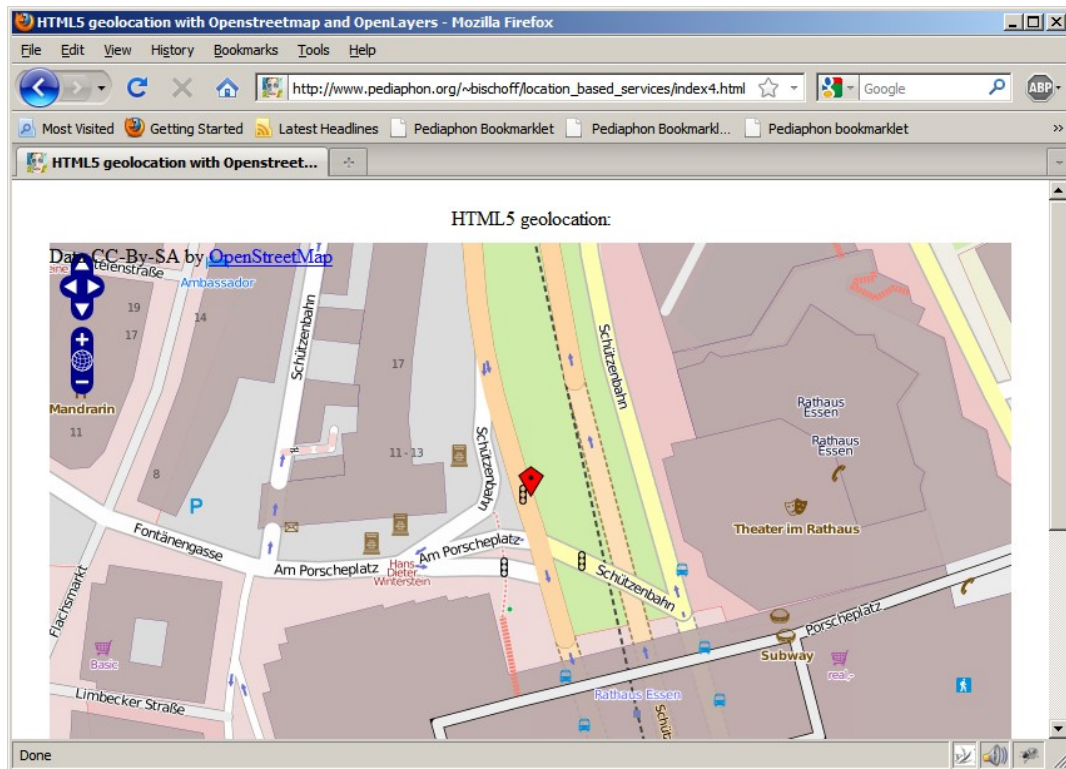 HTML5 geolocation with Openstreetmap and OpenLayers - Mozilla Firefox
File Edit View History Bookmarks Tools Help
http://www.pediaphon.org/~bischoff/location_based_services/index4.html
Google
ABP
Most Visited Getting Started Latest Headlines Pediaphon Bookmarklet Pediaphon Bookmarkl... Pediaphon bookmarklet »
HTML5 geolocation with Openstreet...
HTML5 geolocation:
Data CC-By-SA by OpenStreetMap
Ambassador
19
14
17
Schützenbahn
Schützenbahn
17
Mandrarin
11
Rathaus
Essen
Rathaus
Essen
11-13
Schützenbahn
8
P
Theater im Rathaus
Fontänengasse
Am Porscheplatz
Am Porscheplatz
Hans-
Dieter
Winterstein
Schützenbahn
Flachsmarkt
Porscheplatz
Basic
Subway
real,-
Limbecker Straße
Rathaus Essen
Done